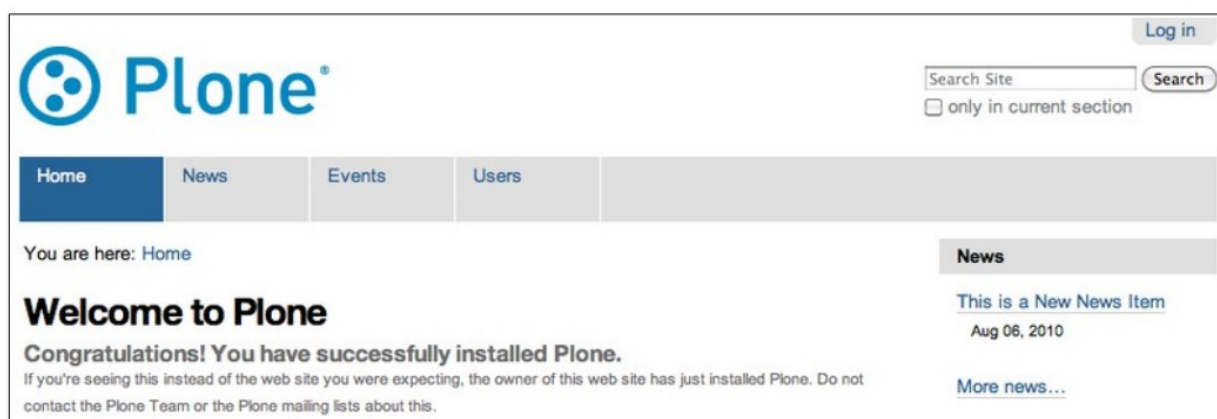 Log in
Plone®
Search Site
Search
only in current section
Home
News
Events
Users
You are here: Home
Welcome to Plone
Congratulations! You have successfully installed Plone.
If you're seeing this instead of the web site you were expecting, the owner of this web site has just installed Plone. Do not
contact the Plone Team or the Plone mailing lists about this.
News
This is a New News Item
Aug 06, 2010
More news...